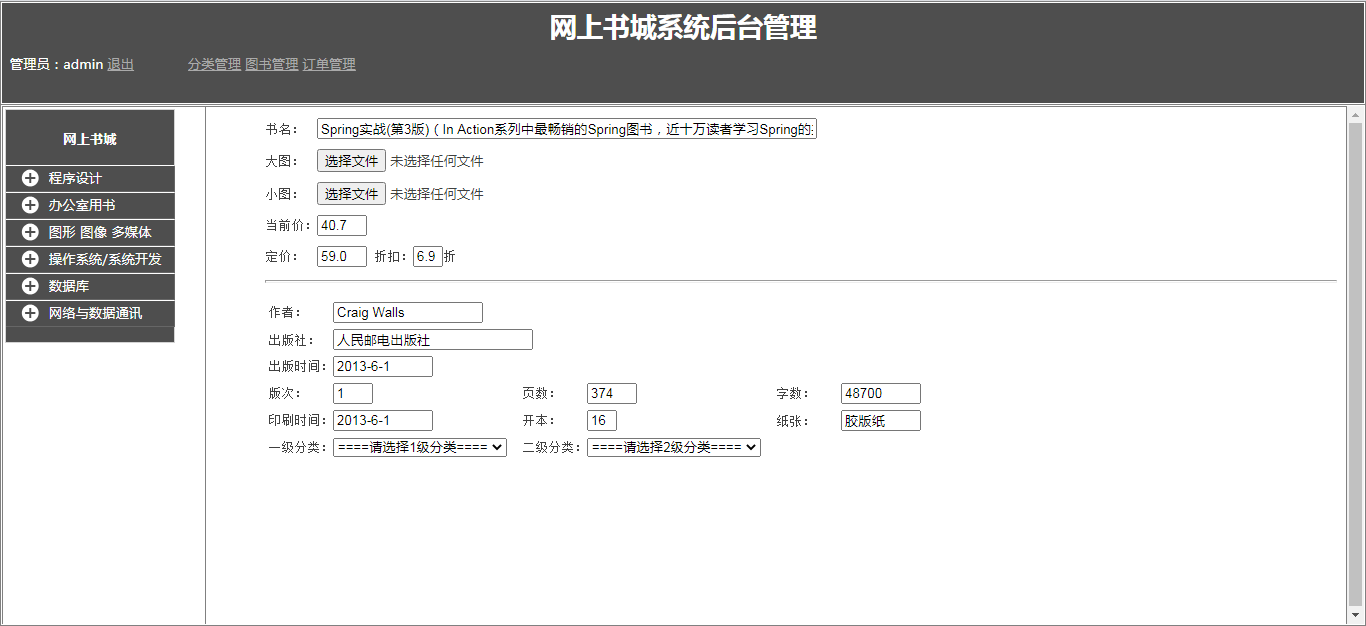 网上书城系统后台管理
管理员：admin 退出 分类管理 图书管理 订单管理
网上书城
程序设计
办公室用书
图形 图像 多媒体
操作系统/系统开发
数据库
网络与数据通讯
书名： Spring实战(第3版)（In Action系列中最畅销的Spring图书，近十万读者学习Spring的
大图： 选择文件 未选择任何文件
小图： 选择文件 未选择任何文件
当前价： 40.7
定价： 59.0 折扣： 6.9 折
作者： Craig Walls
出版社： 人民邮电出版社
出版时间： 2013-6-1
版次： 1 页数： 374 字数： 48700
印刷时间： 2013-6-1 开本： 16 纸张： 胶版纸
一级分类： ====请选择1级分类==== 二级分类： ====请选择2级分类====